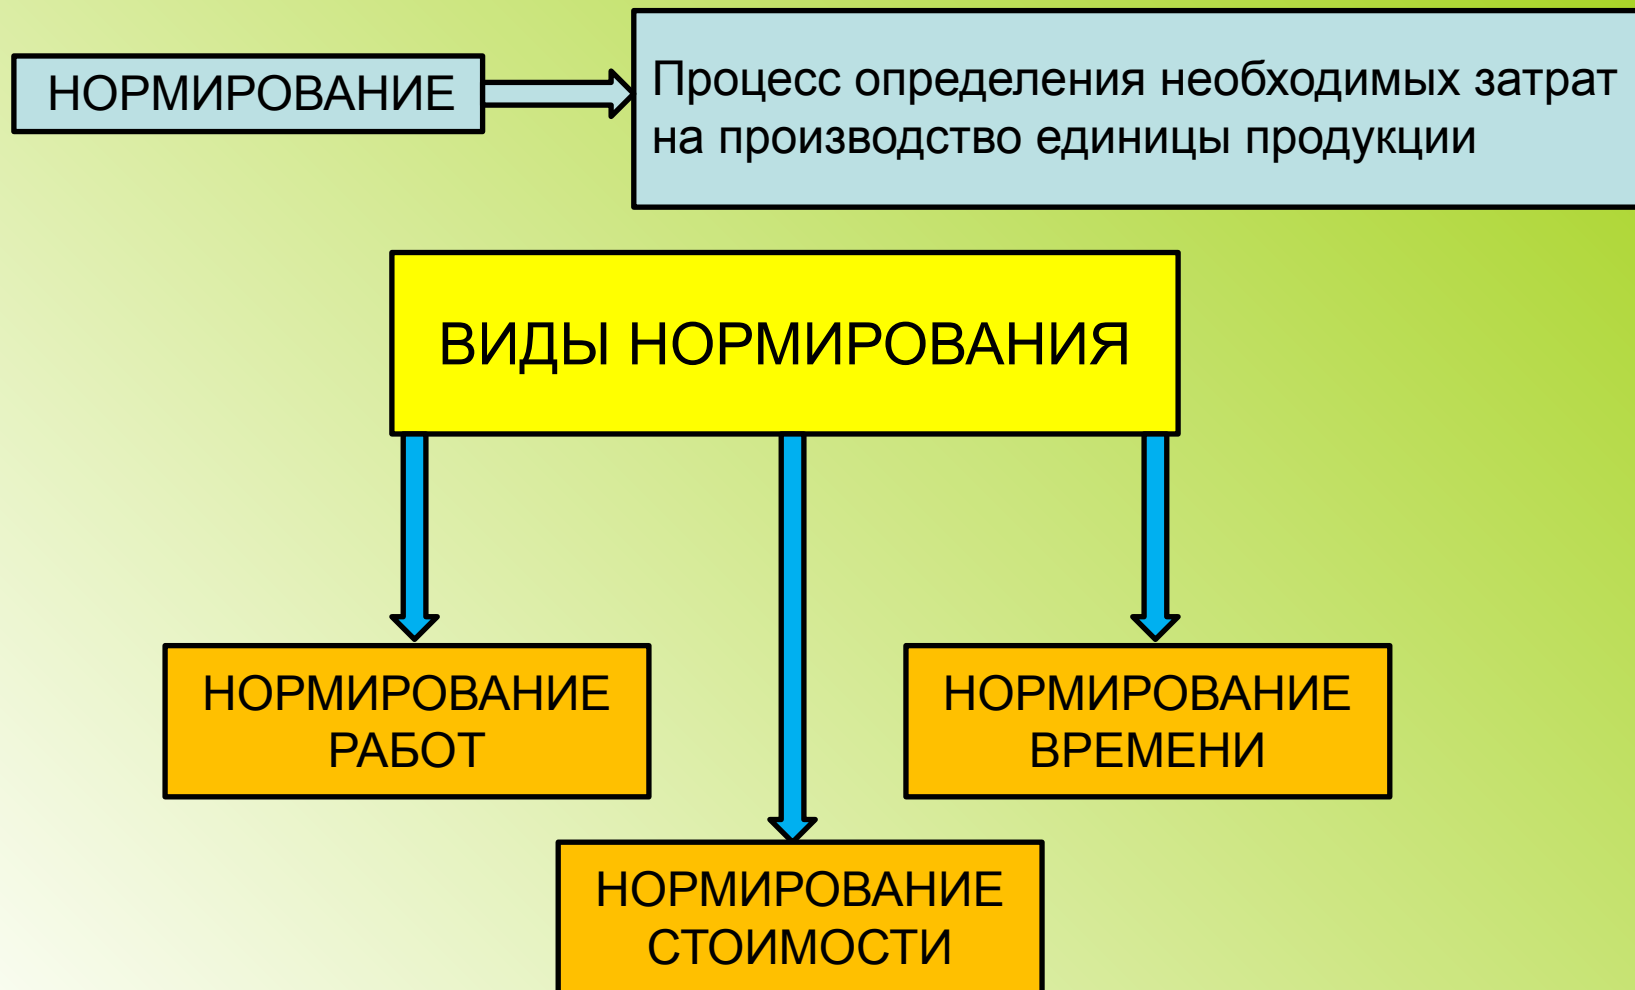 НОРМИРОВАНИЕ
Процесс определения необходимых затрат
на производство единицы продукции
ВИДЫ НОРМИРОВАНИЯ
НОРМИРОВАНИЕ
РАБОТ
НОРМИРОВАНИЕ
ВРЕМЕНИ
НОРМИРОВАНИЕ
СТОИМОСТИ